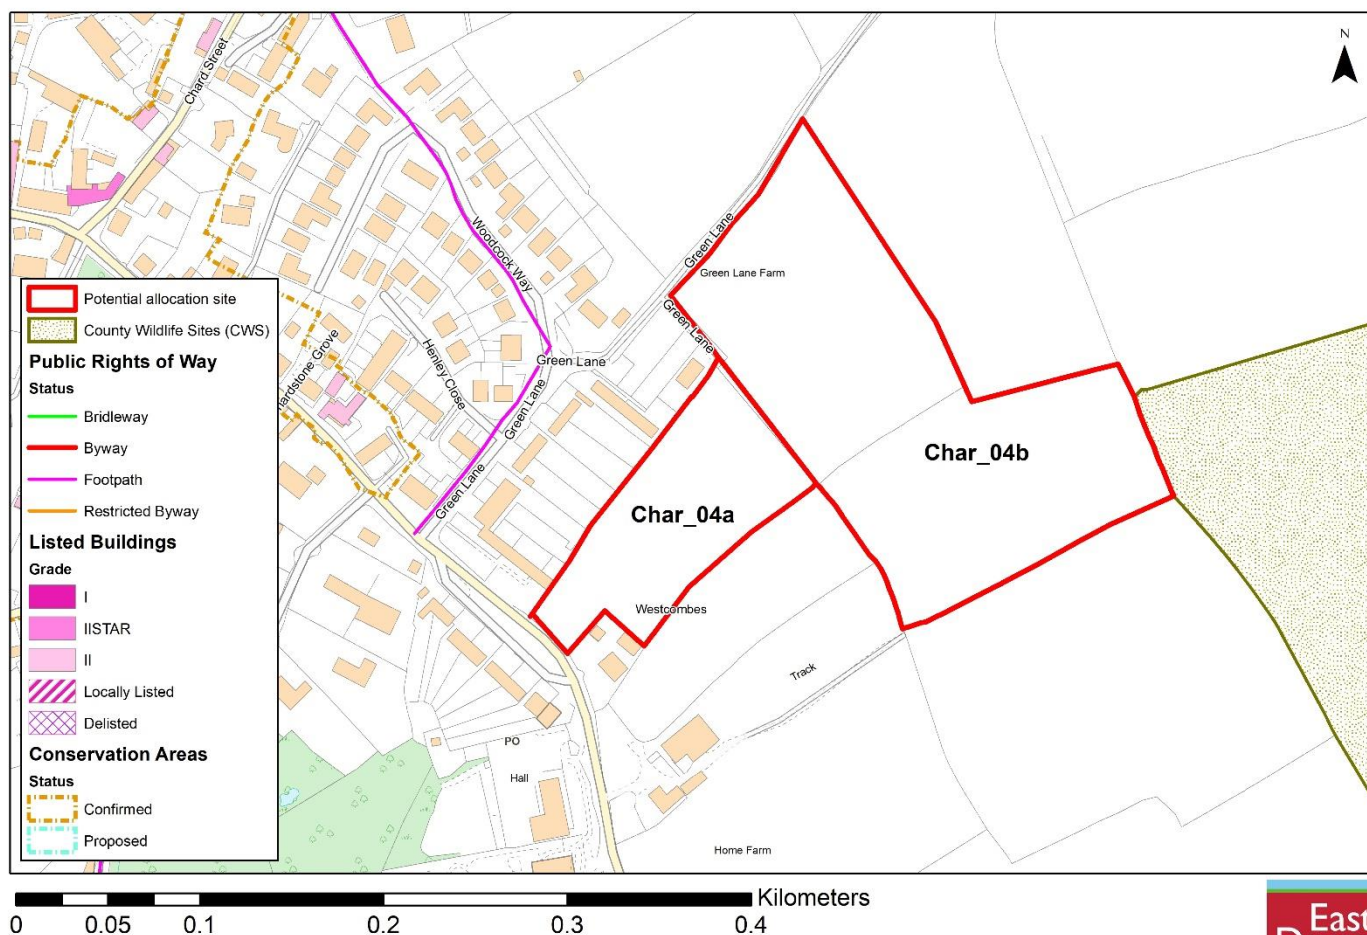 N
Chard Street
Woodcock Way
Green Lane
Green Lane Farm
Green Lane
Green Lane
Henley Close
Green Lane
Green Lane
Char_04b
Char_04a
Westcombes
Track
PO
Hall
Home Farm
Potential allocation site
County Wildlife Sites (CWS)
Public Rights of Way
Status
Bridleway
Byway
Footpath
Restricted Byway
Listed Buildings
Grade
I
IISTAR
II
Locally Listed
Delisted
Conservation Areas
Status
Confirmed
Proposed
Kilometers
0 0.05 0.1 0.2 0.3 0.4
East